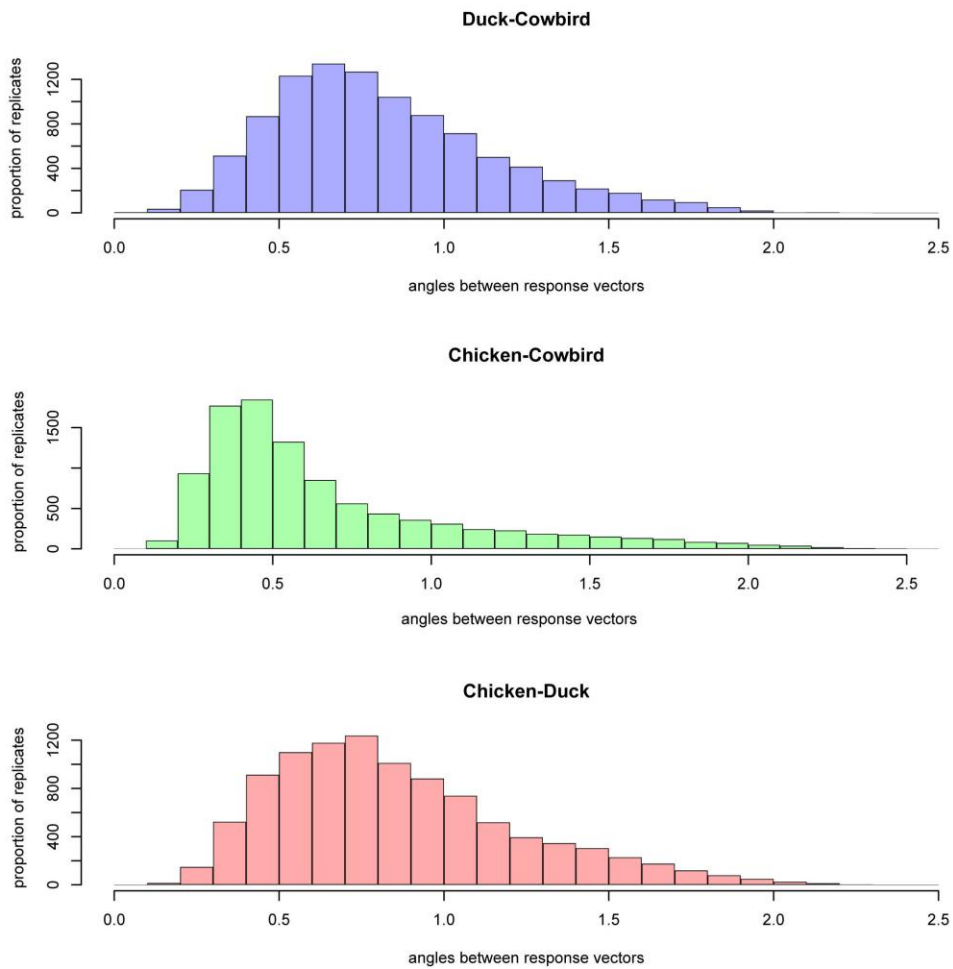 Duck-Cowbird
proportion of replicates
1200
800
400
0
0.0 0.5 1.0 1.5 2.0 2.5
angles between response vectors
Chicken-Cowbird
proportion of replicates
1500
500
0
0.0 0.5 1.0 1.5 2.0 2.5
angles between response vectors
Chicken-Duck
proportion of replicates
1200
800
400
0
0.0 0.5 1.0 1.5 2.0 2.5
angles between response vectors